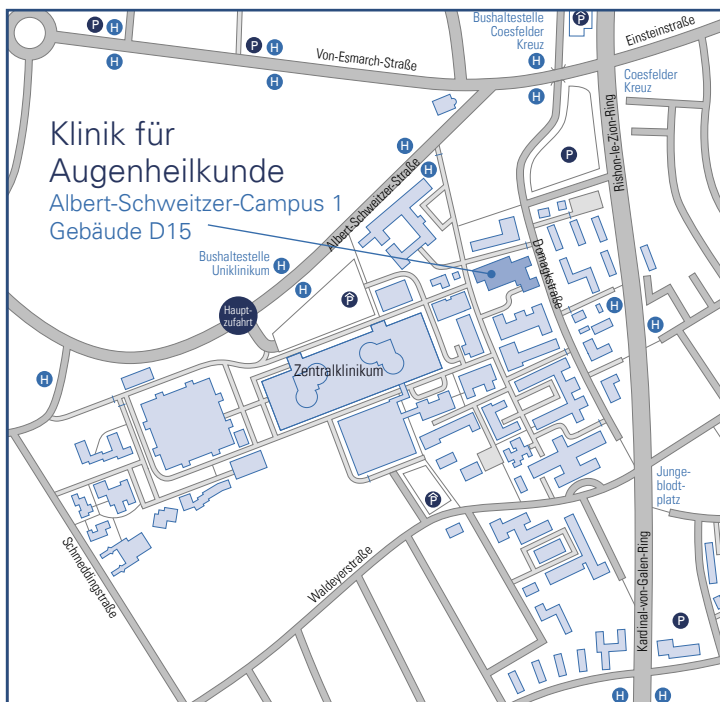 P
H
P
H
H
H
Bushaltestelle
Coesfelder
Kreuz
H
H
P
Einsteinstraße
Von-Esmarch-Straße
Coesfelder
Kreuz
Rishon-le-Zion-Ring
P
Klinik für
Augenheilkunde
Albert-Schweitzer-Campus 1
Gebäude D15
H
H
Albert-Schweitzer-Straße
Bushaltestelle
Uniklinikum
H
H
P
Domagkstraße
H
H
Haupt-
zufahrt
H
Zentralklinikum
Junge-
blodt-
platz
P
Schmeddingstraße
Waldeyerstraße
Kardinal-von-Galen-Ring
P
H
H